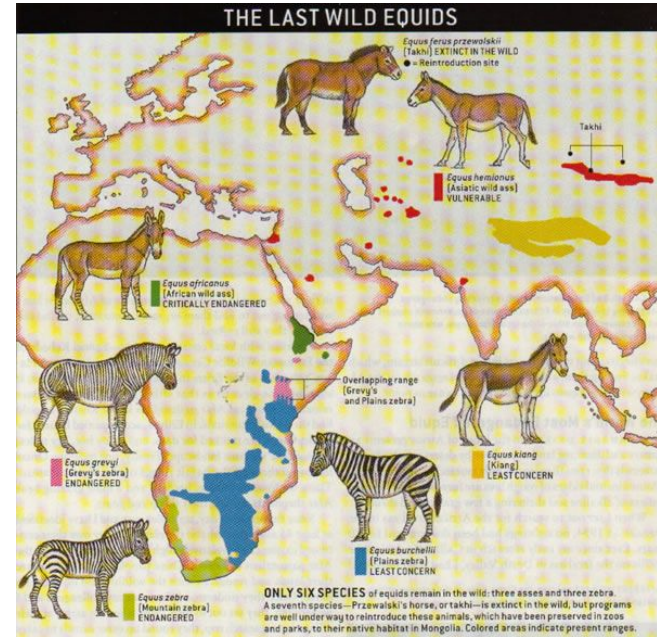 THE LAST WILD EQUIDS
Equus ferus przewolskii
(Takhi) EXTINCT IN THE WILD
● = Reintroduction site
Takhi
Equus hemionus
(Asiatic wild ass)
VULNERABLE
Equus africanus
(African wild ass)
CRITICALLY ENDANGERED
Overlapping range
(Grevy's
and Plains zebra)
Equus grevyi
(Grevy's zebra)
ENDANGERED
Equus kiang
(Kiang)
LEAST CONCERN
Equus burchellii
(Plains zebra)
LEAST CONCERN
Equus zebra
(Mountain zebra)
ENDANGERED
ONLY SIX SPECIES of equids remain in the wild: three asses and three zebra.
A seventh species—Przewalski's horse, or takhi—is extinct in the wild, but programs
are well under way to reintroduce these animals, which have been preserved in zoos
and parks, to their native habitat in Mongolia. Colored areas indicate present ranges.